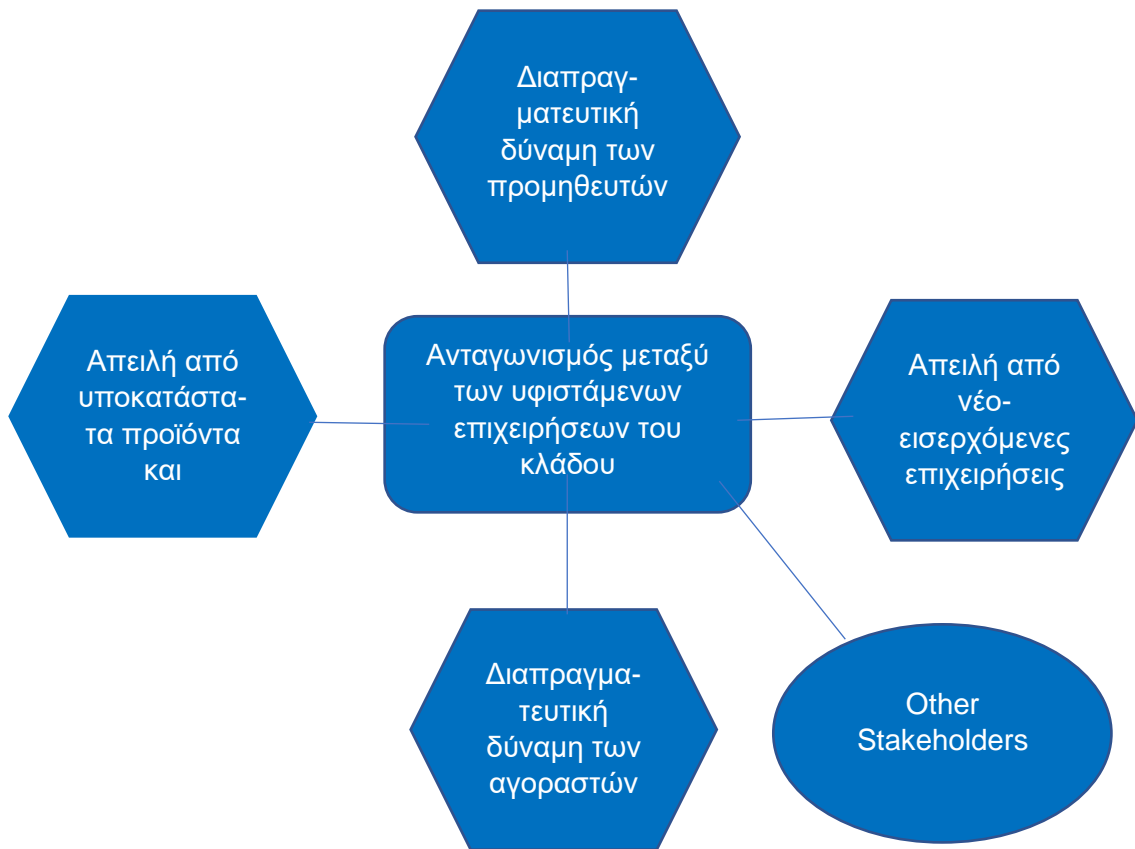 Διαπραγ-
ματευτική
δύναμη των
προμηθευτών
Απειλή από
υποκατάστα-
τα προϊόντα
και
Ανταγωνισμός μεταξύ
των υφιστάμενων
επιχειρήσεων του
κλάδου
Απειλή από
νέο-
εισερχόμενες
επιχειρήσεις
Διαπραγμα-
τευτική
δύναμη των
αγοραστών
Other
Stakeholders